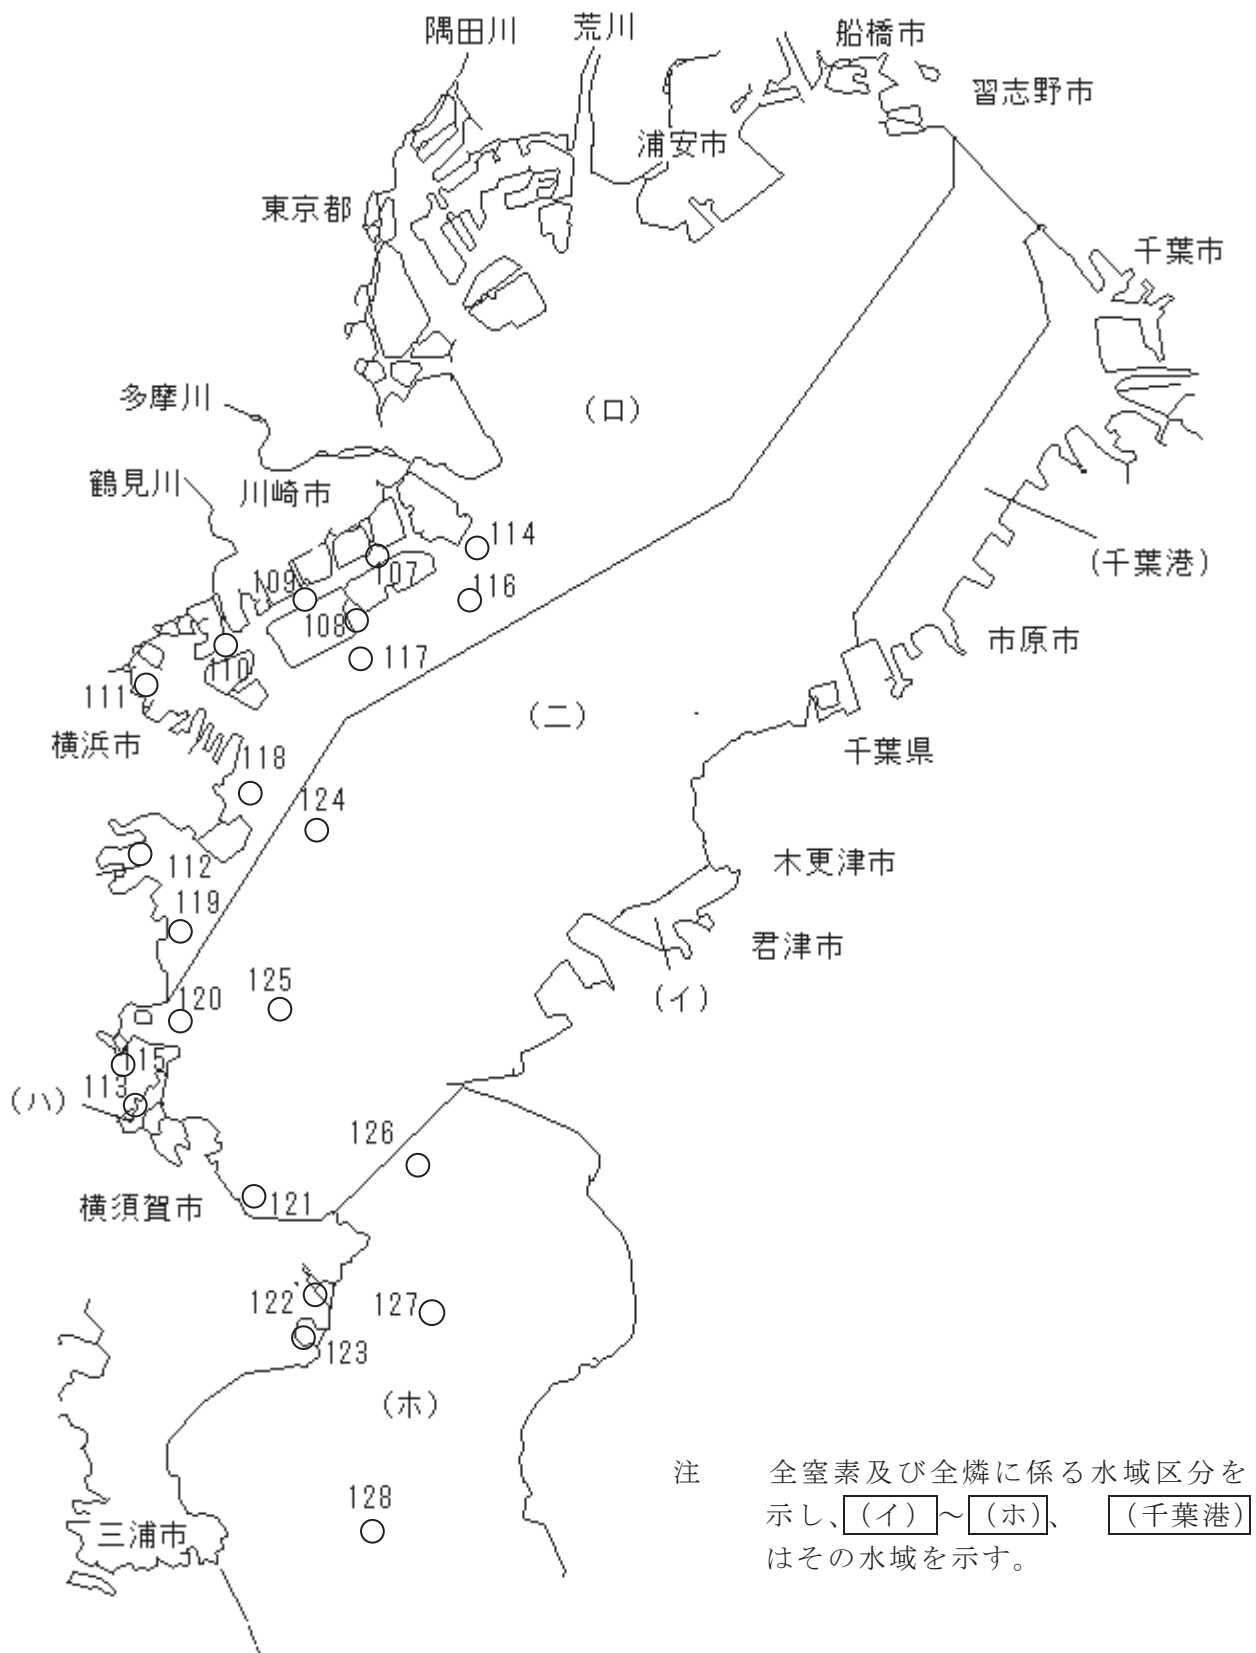 隅田川
荒川
船橋市
習志野市
浦安市
東京都
千葉市
多摩川
(ロ)
鶴見川
川崎市
114
(千葉港)
107
109
116
108
市原市
110
117
111
(ニ)
横浜市
千葉県
118
124
木更津市
112
119
君津市
125
120
(イ)
115
113
(ハ)
126
横須賀市
121
122
127
123
(ホ)
128
三浦市
注 全窒素及び全燐に係る水域区分を
示し、(イ)~(ホ)、 (千葉港)
はその水域を示す。